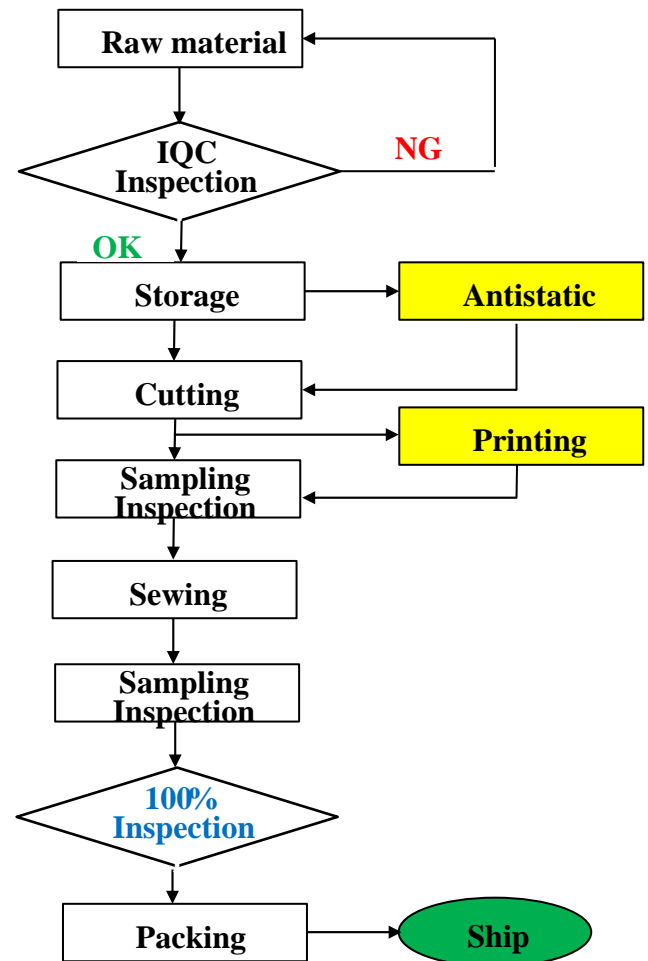 Raw material
IQC
Inspection
NG
OK
Storage
Antistatic
Cutting
Printing
Sampling
Inspection
Sewing
Sampling
Inspection
100%
Inspection
Packing
Ship